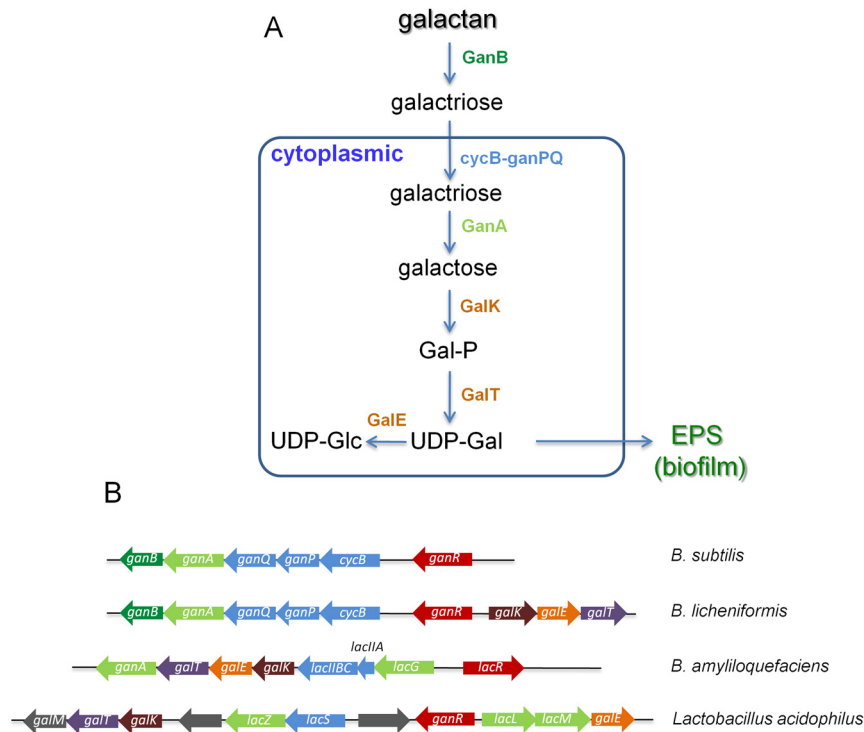 A
galactan
GanB
galactriose
cytoplasmic
cycB-ganPQ
galactriose
GanA
galactose
GalK
Gal-P
GalT
GalE
UDP-Glc
UDP-Gal
EPS
(biofilm)
B
ganB ganA ganQ ganP cycB ganR B. subtilis
ganB ganA ganQ ganP cycB ganR galK galE galT B. licheniformis
lacIIA
ganA galT galE galK lacIIBC lacG lacR B. amyliloquefaciens
galM galT galK lacZ lacS ganR lacL lacM galE Lactobacillus acidophilus